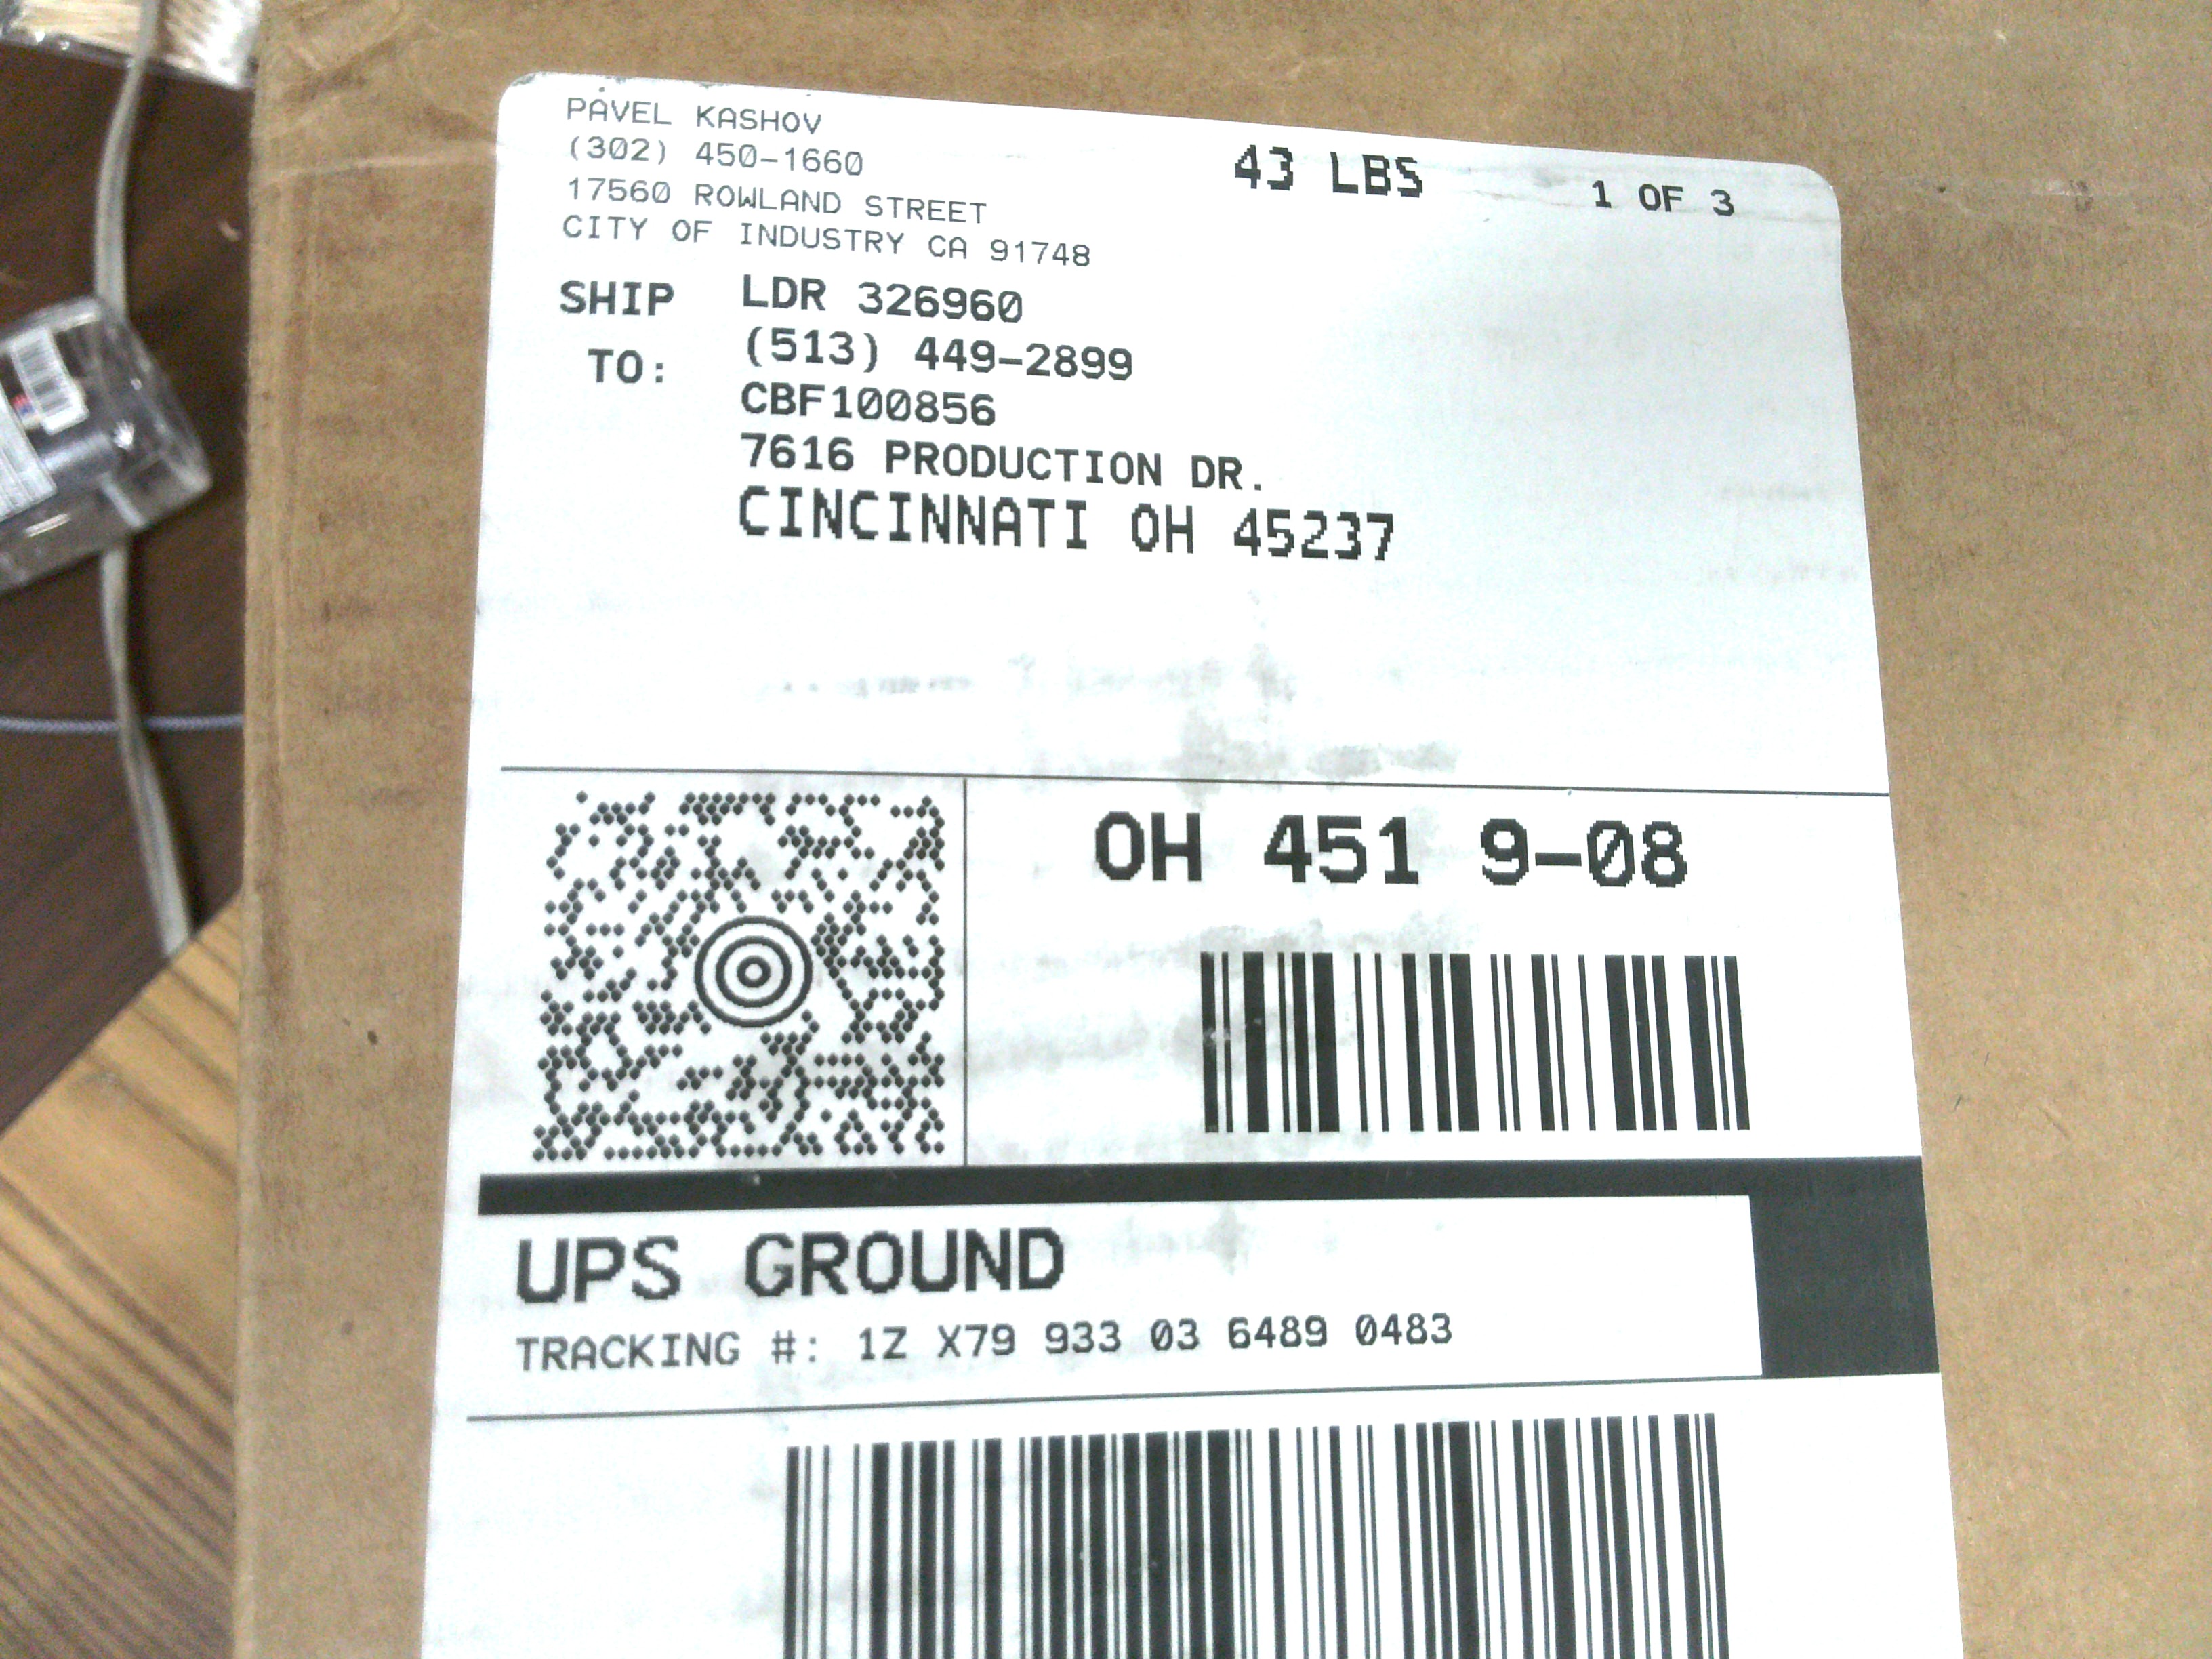 PAVEL KASHOV
(302) 450-1660
17560 ROWLAND STREET
CITY OF INDUSTRY CA 91748
43 LBS
1 OF 3
SHIP TO:
LDR 326960
(513) 449-2899
CBF100856
7616 PRODUCTION DR.
CINCINNATI OH 45237
OH 451 9-08
UPS GROUND
TRACKING #: 1Z X79 933 03 6489 0483